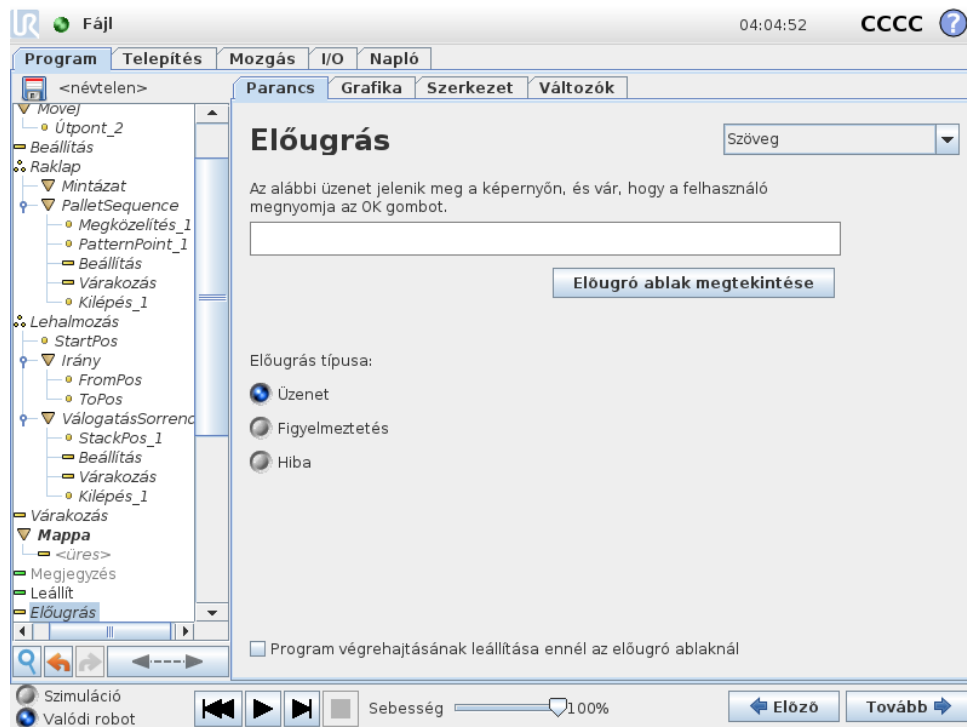 UR Fájl 04:04:52 CCCC ?
Program Telepítés Mozgás I/O Napló
<névtelen>
Parancs Grafika Szerkezet Változók
MoveJ
Útpont_2
Beállítás
Raklap
Mintázat
PalletSequence
Megközelítés_1
PatternPoint_1
Beállítás
Várakozás
Kilépés_1
Lehalmozás
StartPos
Irány
FromPos
ToPos
VálogatásSorrend
StackPos_1
Beállítás
Várakozás
Kilépés_1
Várakozás
Mappa
<üres>
Megjegyzés
Leállít
Előugrás
Előugrás
Szöveg
Az alábbi üzenet jelenik meg a képernyőn, és vár, hogy a felhasználó
megnyomja az OK gombot.
Előugró ablak megtekintése
Előugrás típusa:
Üzenet
Figyelmeztetés
Hiba
Program végrehajtásának leállítása ennél az előugró ablaknál
Szimuláció
Valódi robot
Sebesség 100%
Előző
Tovább